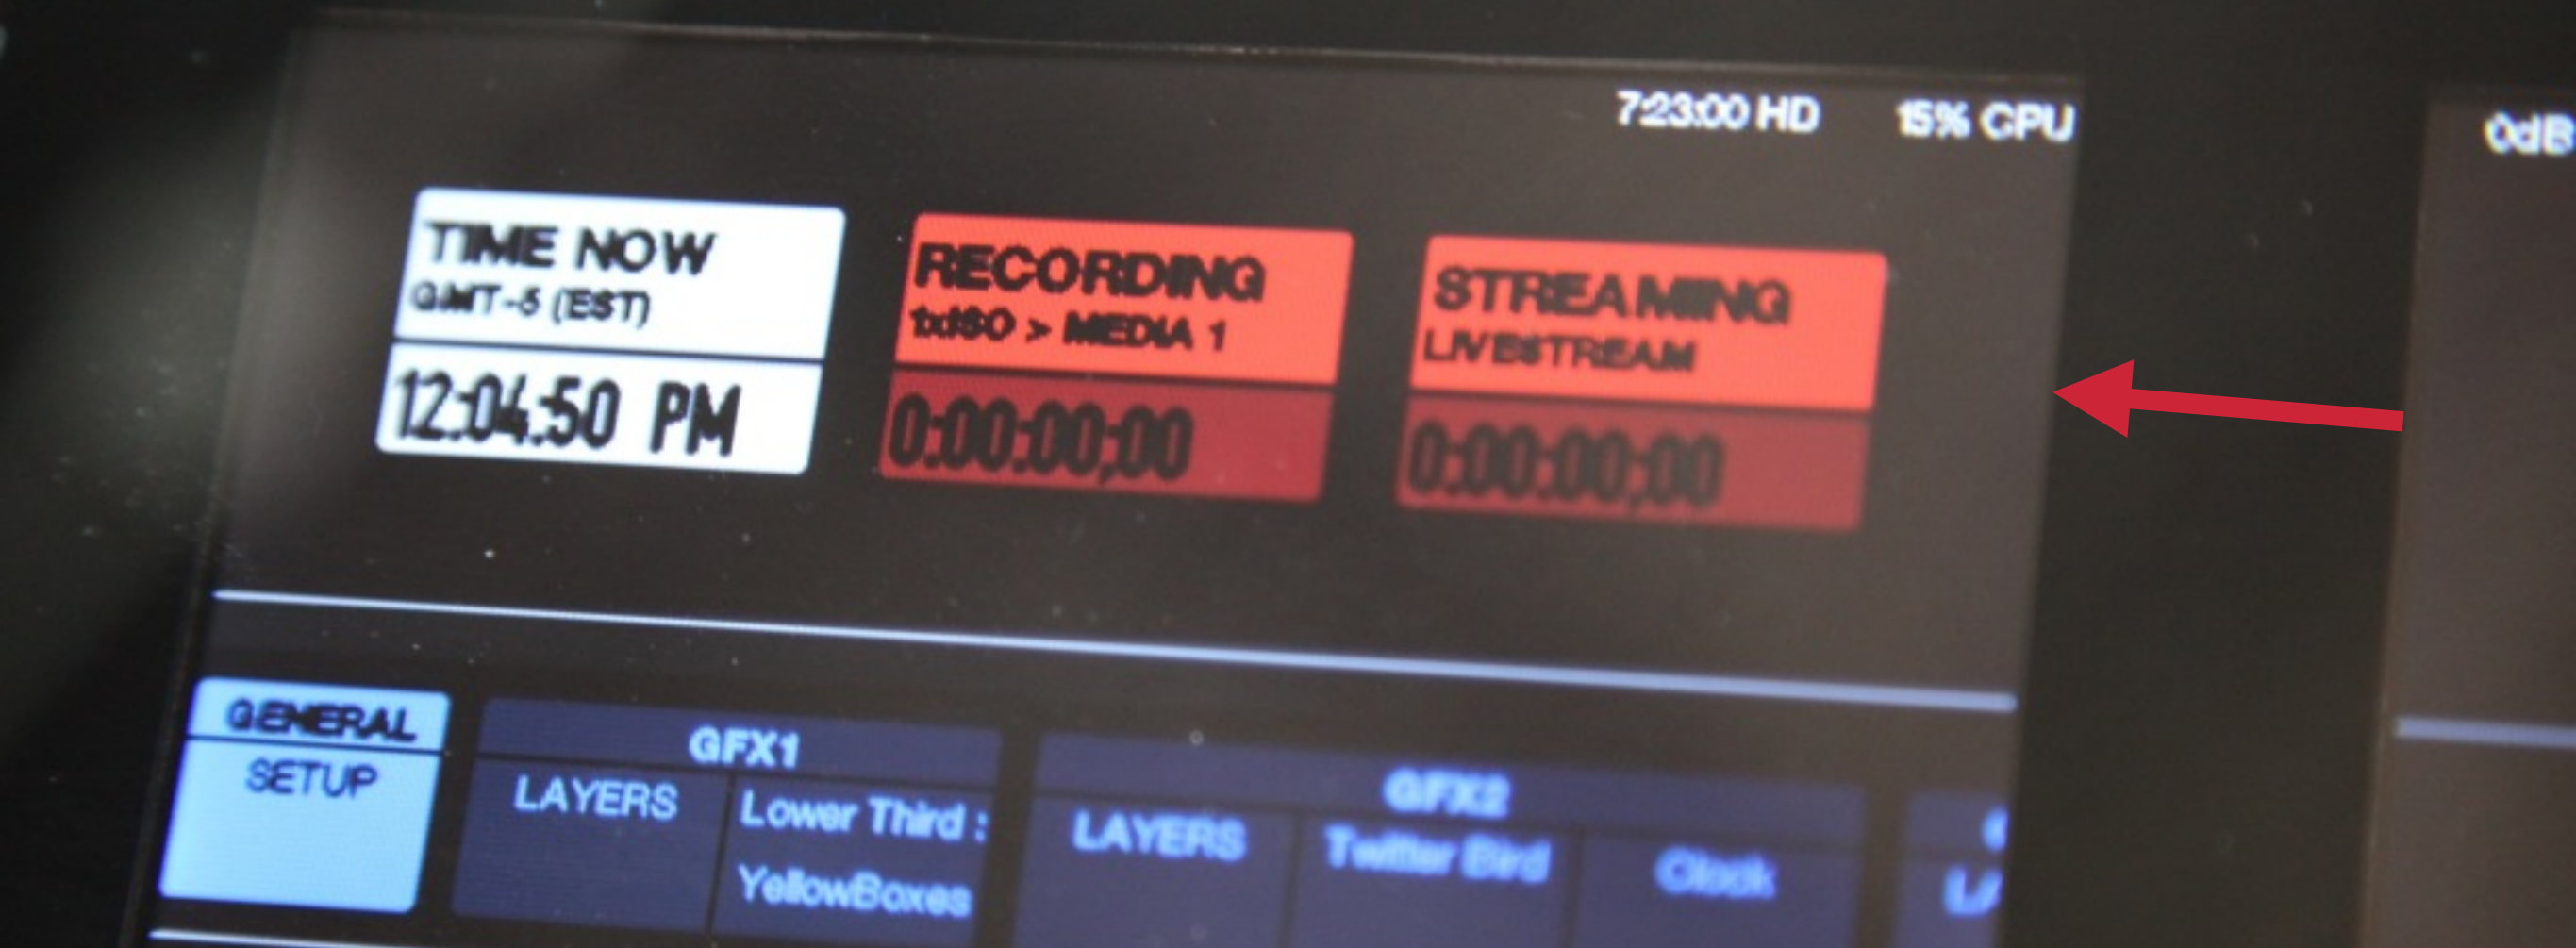 7:23:00 HD
15% CPU
0dB
TIME NOW
GMT-5 (EST)
12:04:50 PM
RECORDING
1xISO > MEDIA 1
0:00:00;00
STREAMING
LIVESTREAM
0:00:00;00
GENERAL
SETUP
GFX1
LAYERS
Lower Third :
YellowBoxes
GFX2
LAYERS
Twitter Bird
Clock